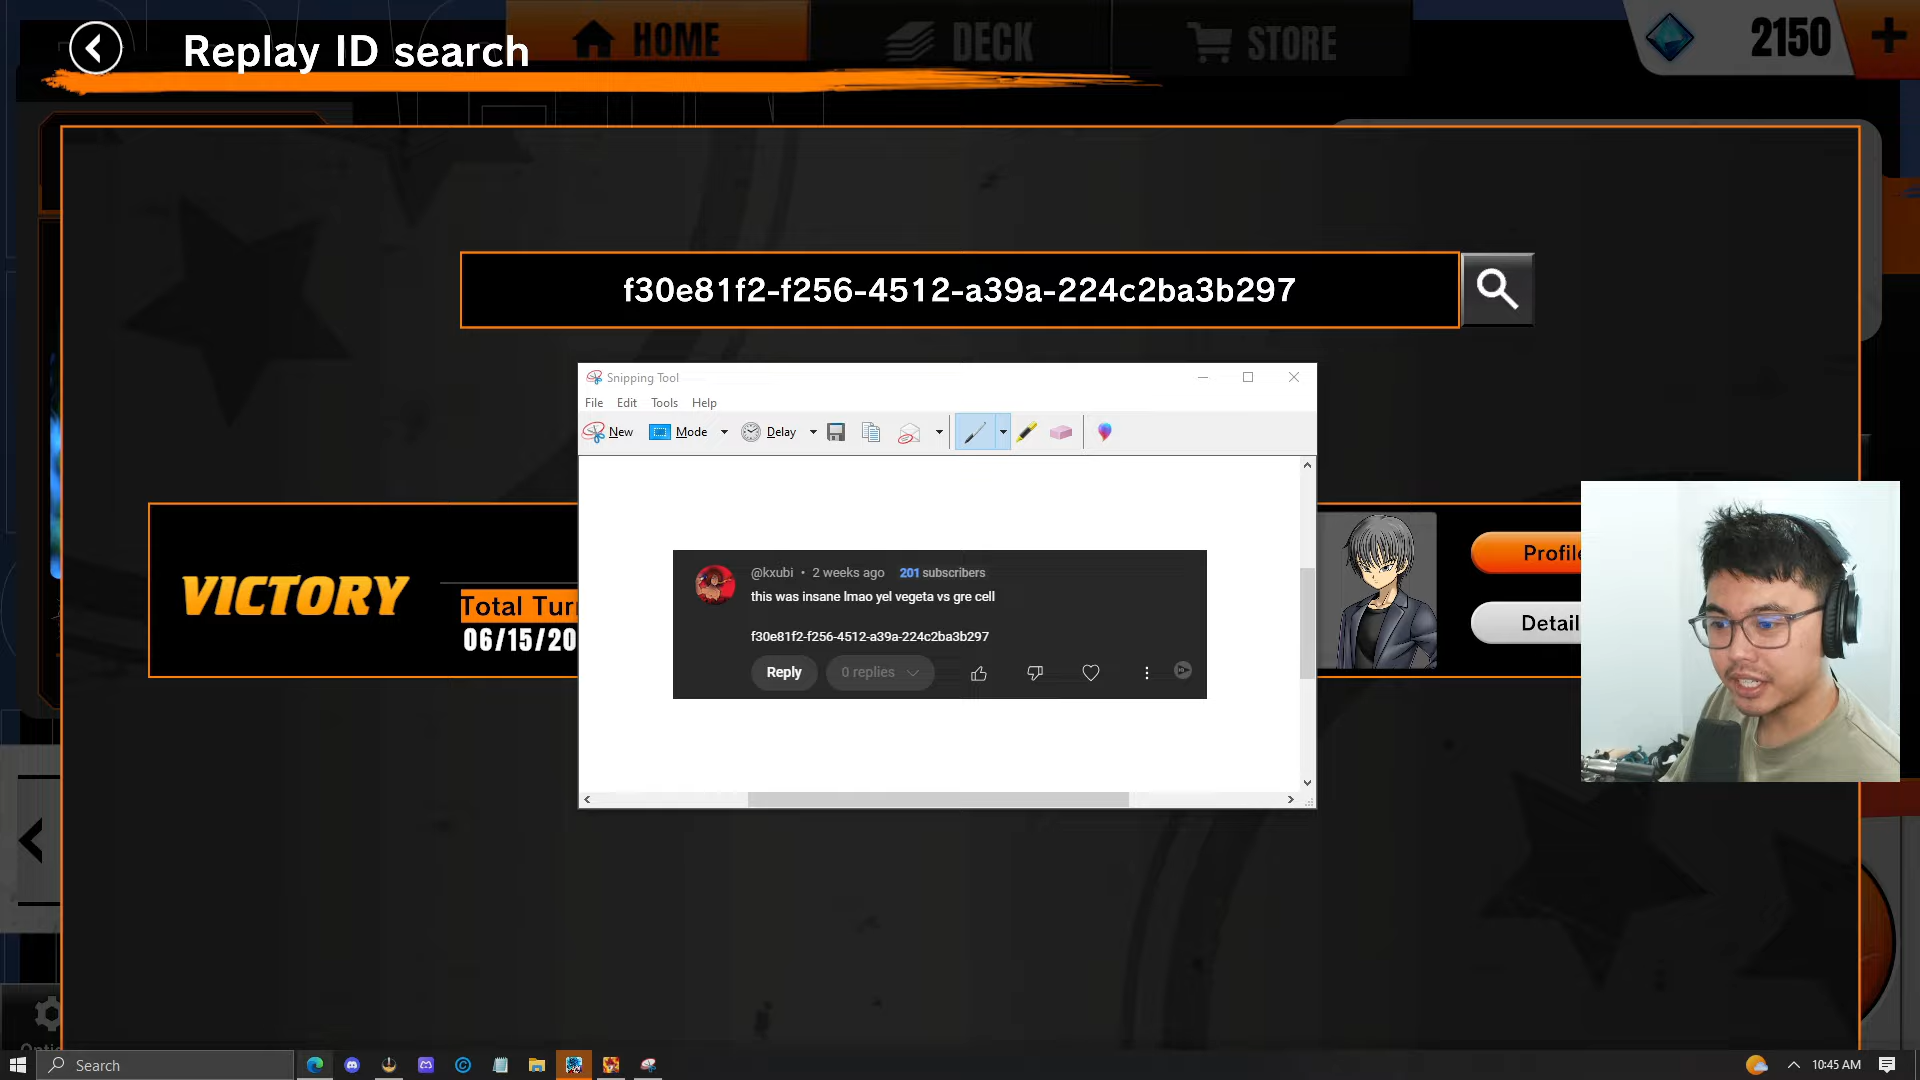 Replay ID search
HOME
DECK
STORE
2150
f30e81f2-f256-4512-a39a-224c2ba3b297
Snipping Tool
File Edit Tools Help
New Mode Delay
@kxubi • 2 weeks ago 201 subscribers
this was insane lmao yel vegeta vs gre cell
f30e81f2-f256-4512-a39a-224c2ba3b297
Reply 0 replies
VICTORY
Total Tur
06/15/20
Profile
Detail
Search
10:45 AM